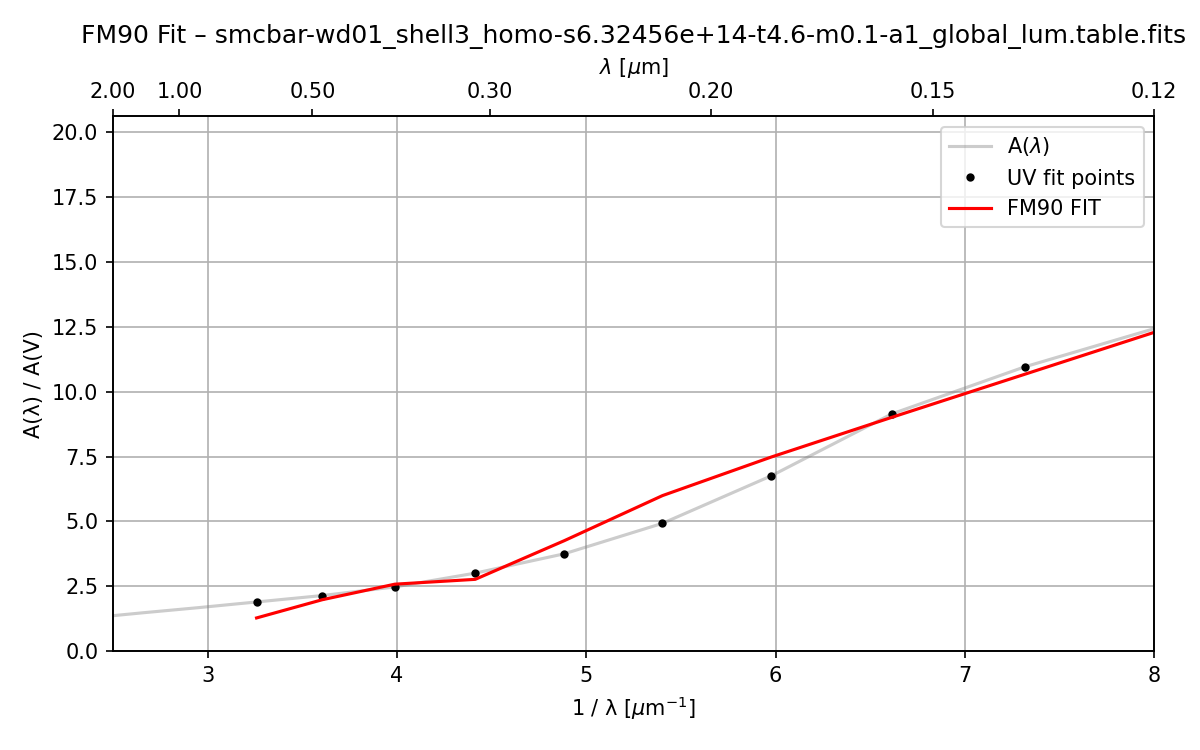 FM90 Fit – smcbar-wd01_shell3_homo-s6.32456e+14-t4.6-m0.1-a1_global_lum.table.fits
λ [μm]
2.00 1.00 0.50 0.30 0.20 0.15 0.12
A(λ)
UV fit points
FM90 FIT
A(λ) / A(V)
20.0
17.5
15.0
12.5
10.0
7.5
5.0
2.5
0.0
3 4 5 6 7 8
1 / λ [μm⁻¹]